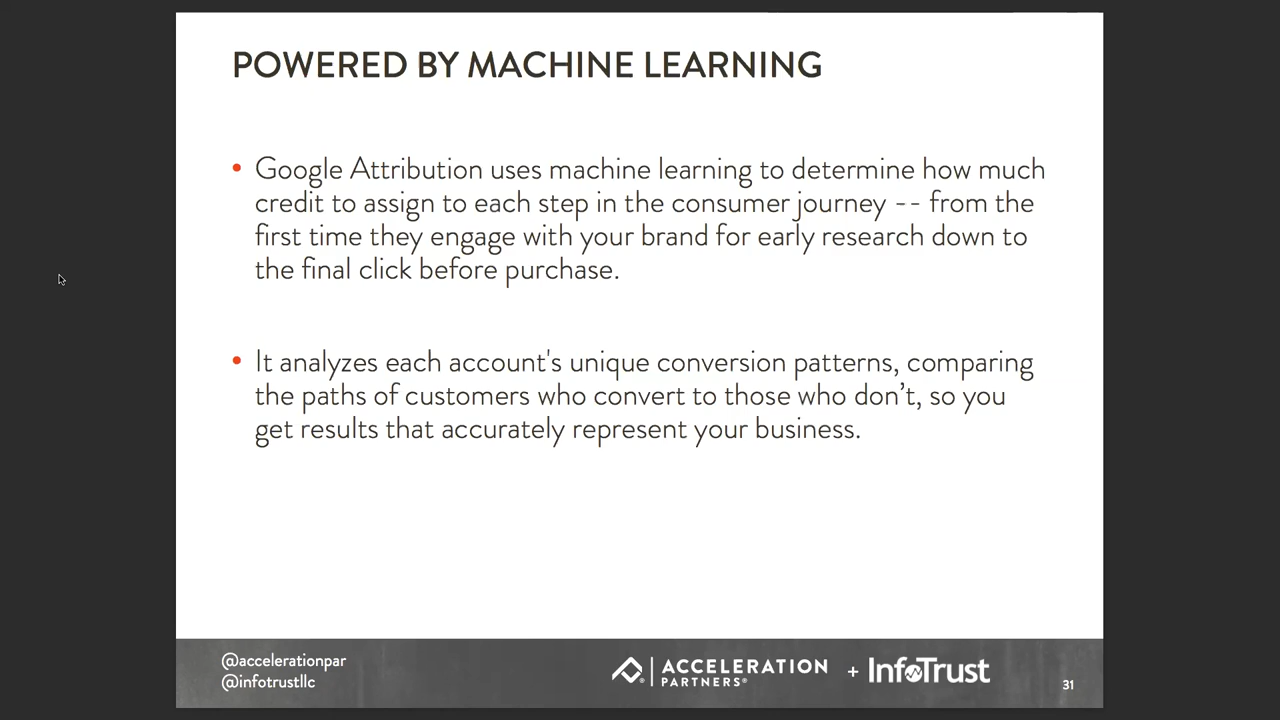 POWERED BY MACHINE LEARNING
• Google Attribution uses machine learning to determine how much
credit to assign to each step in the consumer journey -- from the
first time they engage with your brand for early research down to
the final click before purchase.
• It analyzes each account's unique conversion patterns, comparing
the paths of customers who convert to those who don’t, so you
get results that accurately represent your business.
@accelerationpar
@infotrustllc
ACCELERATION
PARTNERS®
+ InfoTrust
31